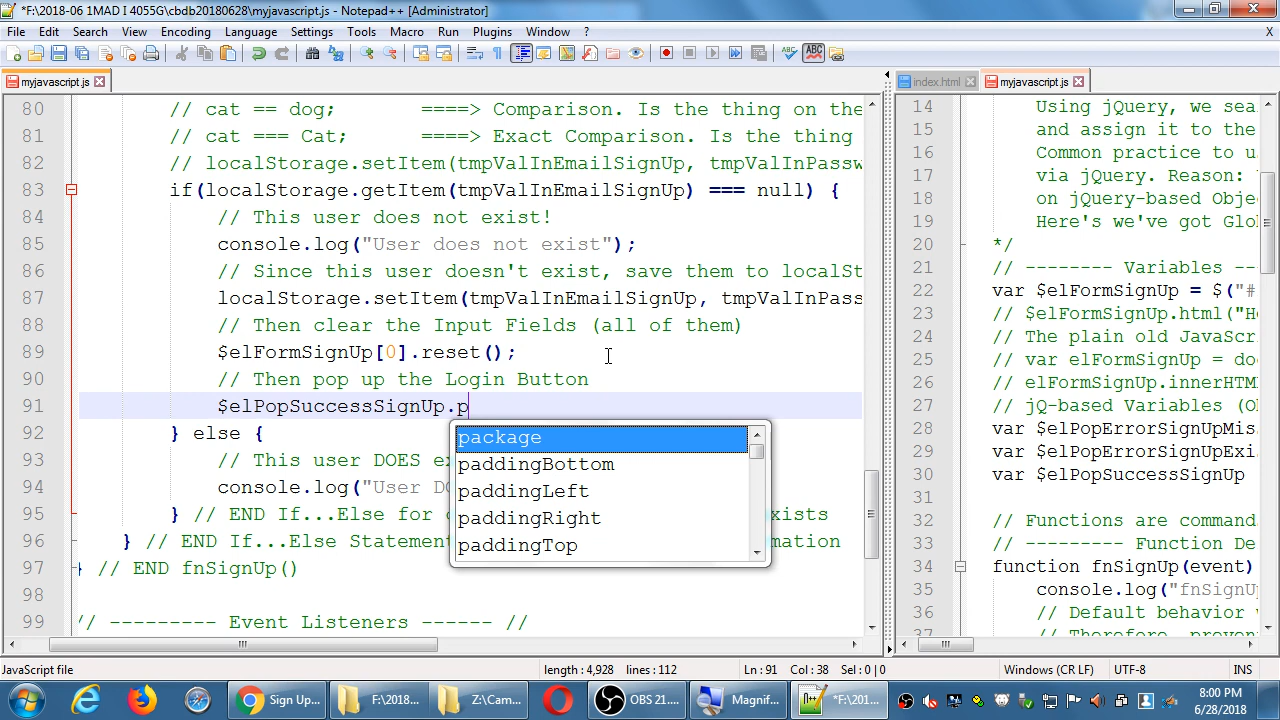 *F:\2018-06 1MAD I 4055G\cbdb20180628\myjavascript.js - Notepad++ [Administrator]
File Edit Search View Encoding Language Settings Tools Macro Run Plugins Window ? X
myjavascript.js
index.html myjavascript.js
80 // cat == dog; ====> Comparison. Is the thing on the
81 // cat === Cat; ====> Exact Comparison. Is the thing
82 // localStorage.setItem(tmpValInEmailSignUp, tmpValInPassw
83 if(localStorage.getItem(tmpValInEmailSignUp) === null) {
84 // This user does not exist!
85 console.log("User does not exist");
86 // Since this user doesn't exist, save them to localSt
87 localStorage.setItem(tmpValInEmailSignUp, tmpValInPass
88 // Then clear the Input Fields (all of them)
89 $elFormSignUp[0].reset();
90 // Then pop up the Login Button
91 $elPopSuccessSignUp.p
92 } else {
93 // This user DOES ex
94 console.log("User DO
95 } // END If...Else for c xists
96 } // END If...Else Statement mation
97 } // END fnSignUp()
98
99 // --------- Event Listeners ------ //
package
paddingBottom
paddingLeft
paddingRight
paddingTop
14 Using jQuery, we sea
15 and assign it to the
16 Common practice to u
17 via jQuery. Reason:
18 on jQuery-based Obje
19 Here's we've got Glo
20 */
21 // -------- Variables --
22 var $elFormSignUp = $("#
23 // $elFormSignUp.html("He
24 // The plain old JavaScri
25 // var elFormSignUp = do
26 // elFormSignUp.innerHTM
27 // jQ-based Variables (O
28 var $elPopErrorSignUpMis
29 var $elPopErrorSignUpExi
30 var $elPopSuccessSignUp
31
32 // Functions are command
33 // --------- Function De
34 function fnSignUp(event)
35 console.log("fnSignUp
36 // Default behavior
37 // Therefore, preven
JavaScript file length : 4,928 lines : 112 Ln : 91 Col : 38 Sel : 0 | 0 Windows (CR LF) UTF-8 INS
Sign Up... F:\2018... Z:\Cam... OBS 21.... Magnif... *F:\201...
8:00 PM
6/28/2018